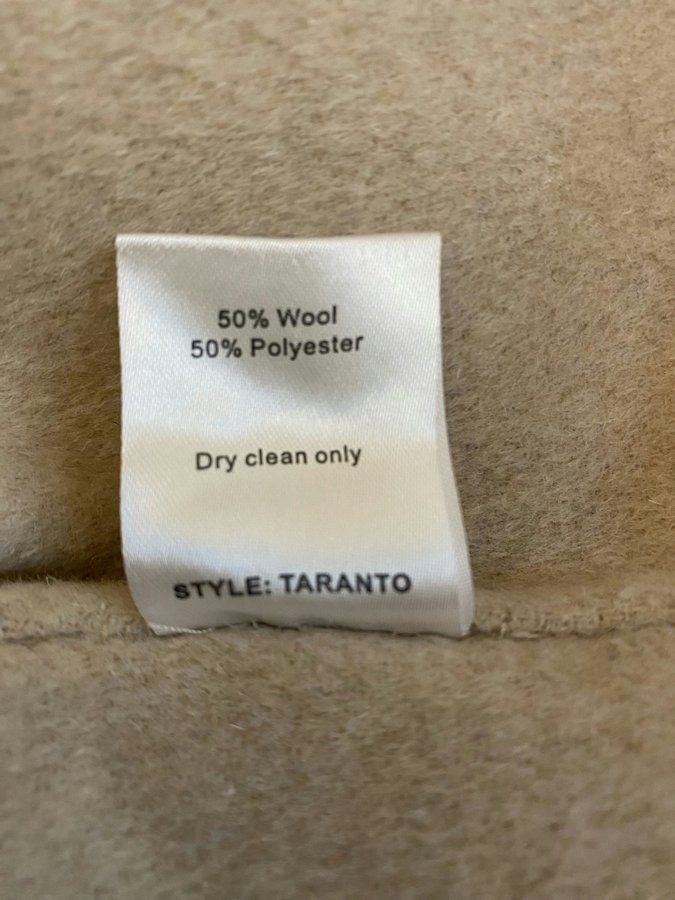 50% Wool
50% Polyester
Dry clean only
STYLE: TARANTO